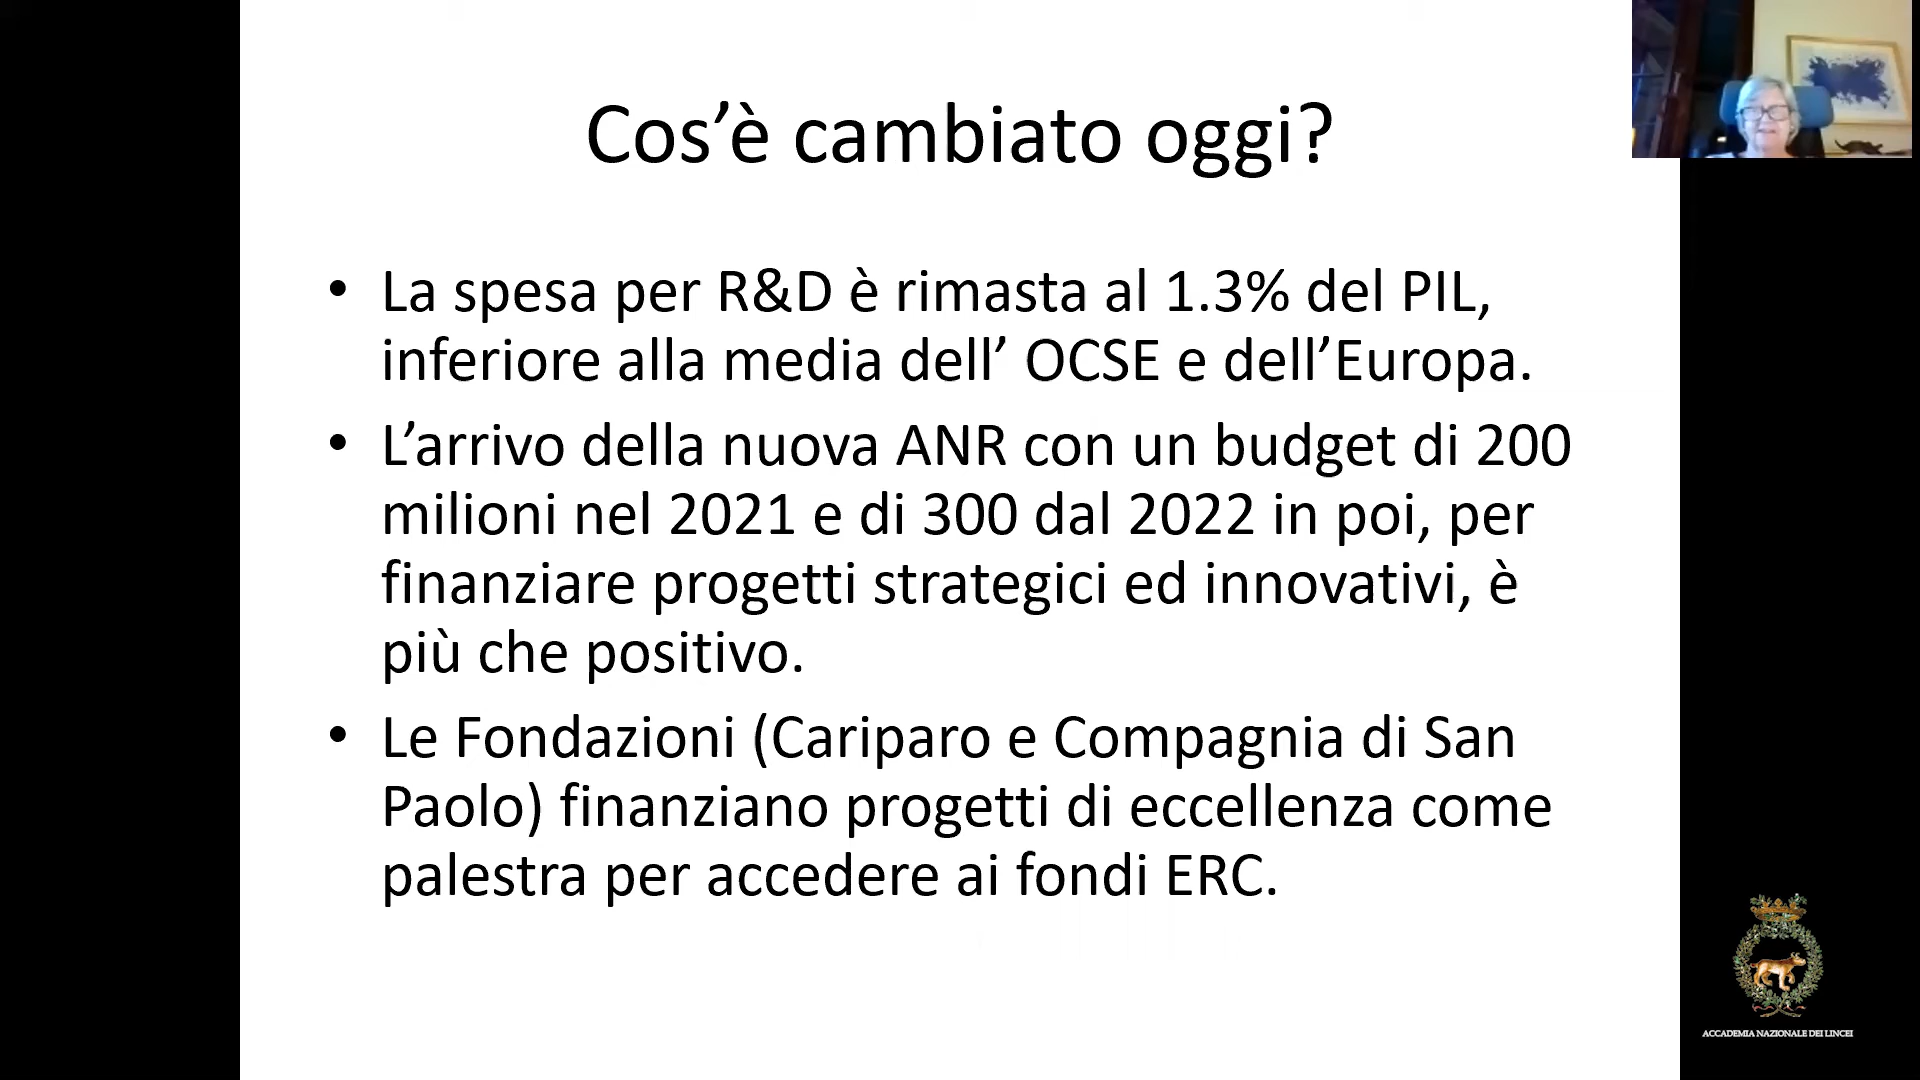 Cos’è cambiato oggi?
• La spesa per R&D è rimasta al 1.3% del PIL,
inferiore alla media dell’ OCSE e dell’Europa.
• L’arrivo della nuova ANR con un budget di 200
milioni nel 2021 e di 300 dal 2022 in poi, per
finanziare progetti strategici ed innovativi, è
più che positivo.
• Le Fondazioni (Cariparo e Compagnia di San
Paolo) finanziano progetti di eccellenza come
palestra per accedere ai fondi ERC.
ACCADEMIA NAZIONALE DEI LINCEI